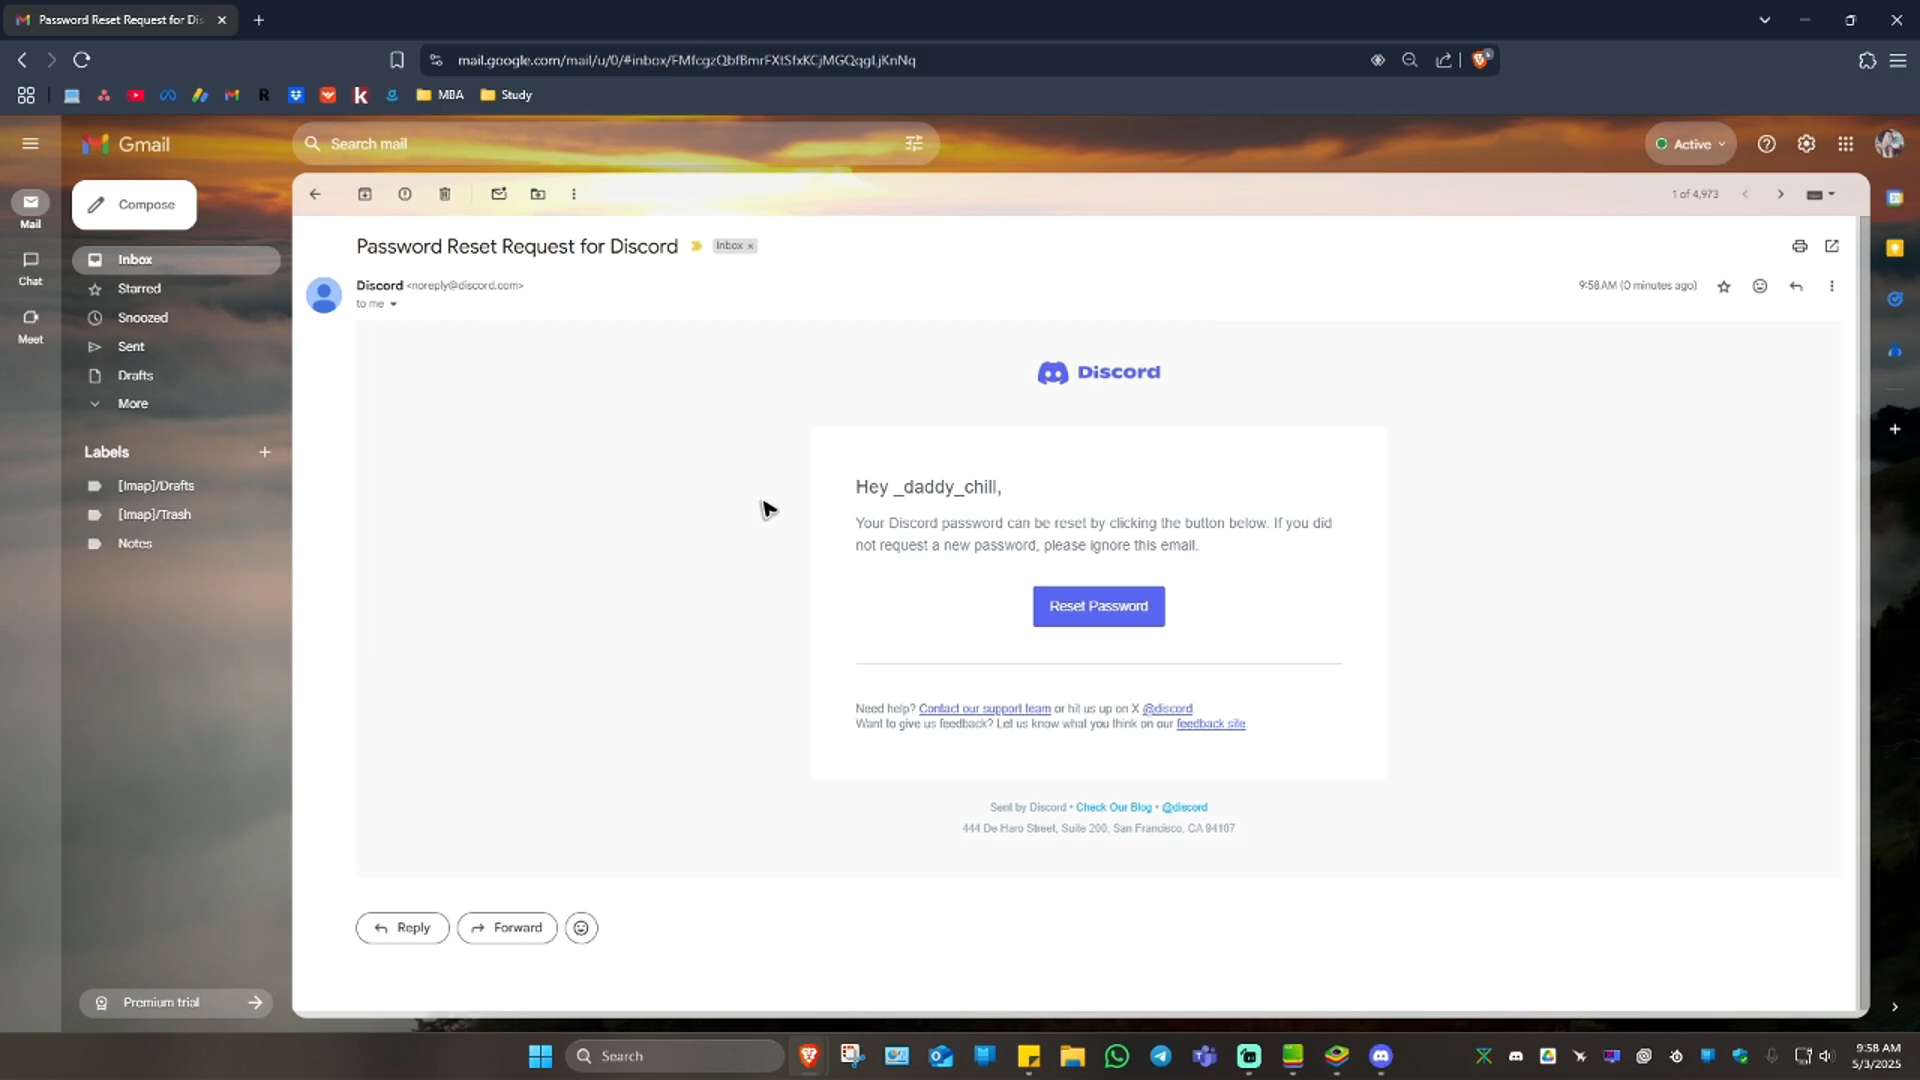 Password Reset Request for Dis
mail.google.com/mail/u/0/#inbox/FMfcgzQbfBmrFXtSfxKCjMGQqgLjKnNq
MBA
Study
Gmail
Search mail
Active
Compose
1 of 4,973
Mail
Password Reset Request for Discord
Inbox x
Inbox
Chat
Discord <noreply@discord.com>
9:58 AM (0 minutes ago)
Starred
to me
Snoozed
Meet
Sent
Discord
Drafts
More
Labels
[Imap]/Drafts
Hey _daddy_chill,
[Imap]/Trash
Your Discord password can be reset by clicking the button below. If you did
not request a new password, please ignore this email.
Notes
Reset Password
Need help? Contact our support team or hit us up on X @discord
Want to give us feedback? Let us know what you think on our feedback site.
Sent by Discord • Check Our Blog • @discord
444 De Haro Street, Suite 200, San Francisco, CA 94107
Reply
Forward
Premium trial
Search
9:58 AM
5/3/2025